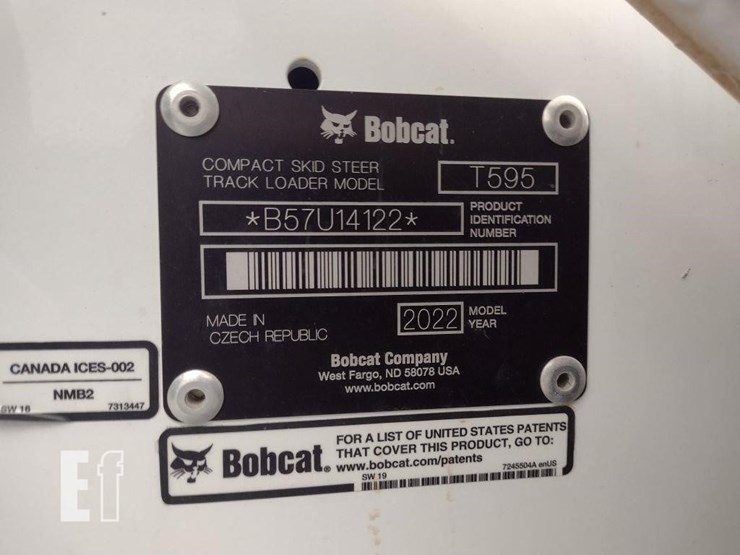 Bobcat.
COMPACT SKID STEER
TRACK LOADER MODEL
T595
*B57U14122*
PRODUCT
IDENTIFICATION
NUMBER
MADE IN
CZECH REPUBLIC
2022
MODEL
YEAR
Bobcat Company
West Fargo, ND 58078 USA
www.bobcat.com
CANADA ICES-002
NMB2
SW 16 7313447
Bobcat.
FOR A LIST OF UNITED STATES PATENTS
THAT COVER THIS PRODUCT, GO TO:
www.bobcat.com/patents
7245504A enUS
SW 19
Ef